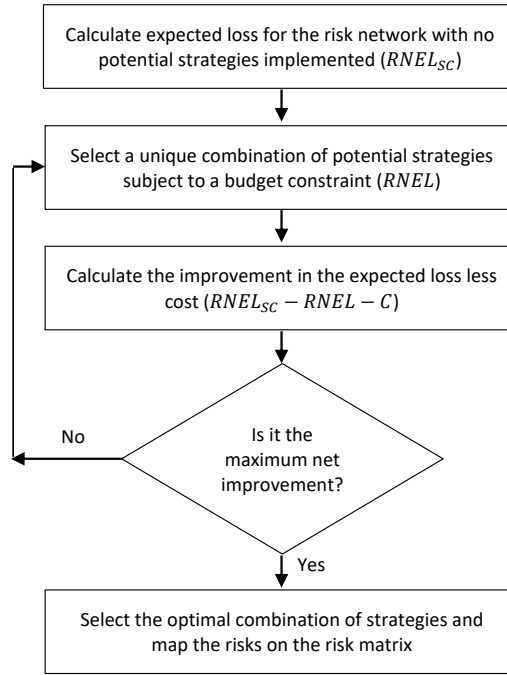 Calculate expected loss for the risk network with no
potential strategies implemented (RNEL_SC)
Select a unique combination of potential strategies
subject to a budget constraint (RNEL)
Calculate the improvement in the expected loss less
cost (RNEL_SC − RNEL − C)
No
Is it the
maximum net
improvement?
Yes
Select the optimal combination of strategies and
map the risks on the risk matrix